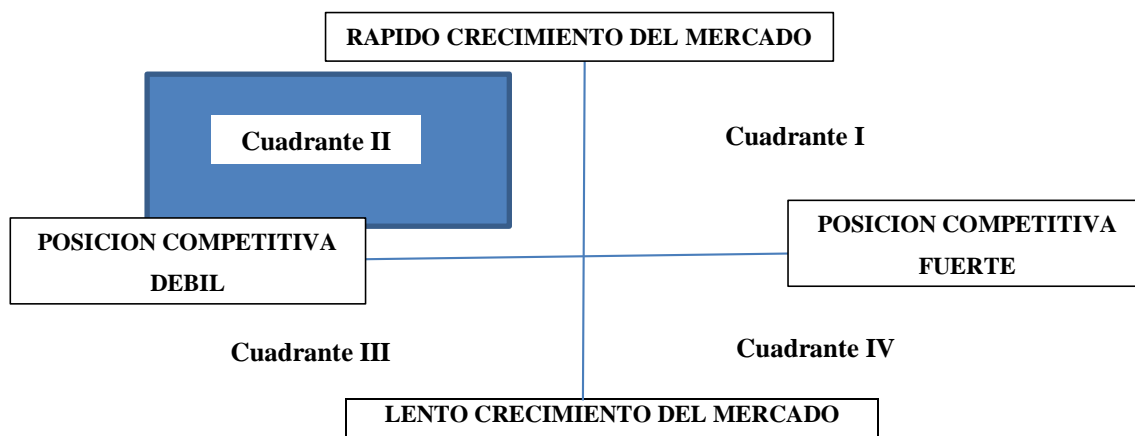 RAPIDO CRECIMIENTO DEL MERCADO
Cuadrante II
Cuadrante I
POSICION COMPETITIVA
DEBIL
POSICION COMPETITIVA
FUERTE
Cuadrante III
Cuadrante IV
LENTO CRECIMIENTO DEL MERCADO